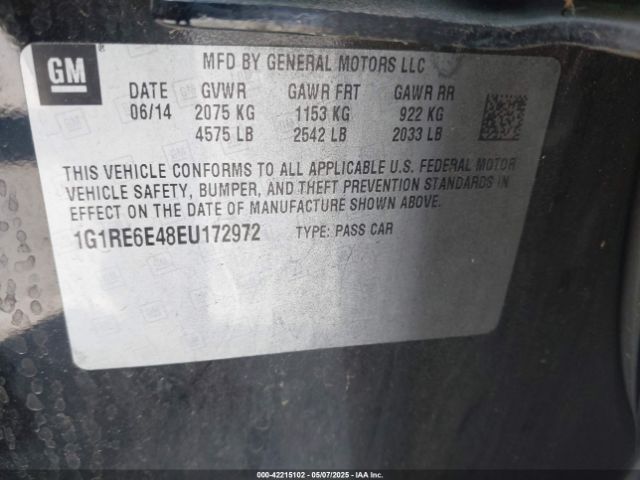 GM
MFD BY GENERAL MOTORS LLC
DATE GVWR GAWR FRT GAWR RR
06/14 2075 KG 1153 KG 922 KG
4575 LB 2542 LB 2033 LB
THIS VEHICLE CONFORMS TO ALL APPLICABLE U.S. FEDERAL MOTOR
VEHICLE SAFETY, BUMPER, AND THEFT PREVENTION STANDARDS IN
EFFECT ON THE DATE OF MANUFACTURE SHOWN ABOVE.
1G1RE6E48EU172972 TYPE: PASS CAR
000-42215102 - 05/07/2025 - IAA Inc.